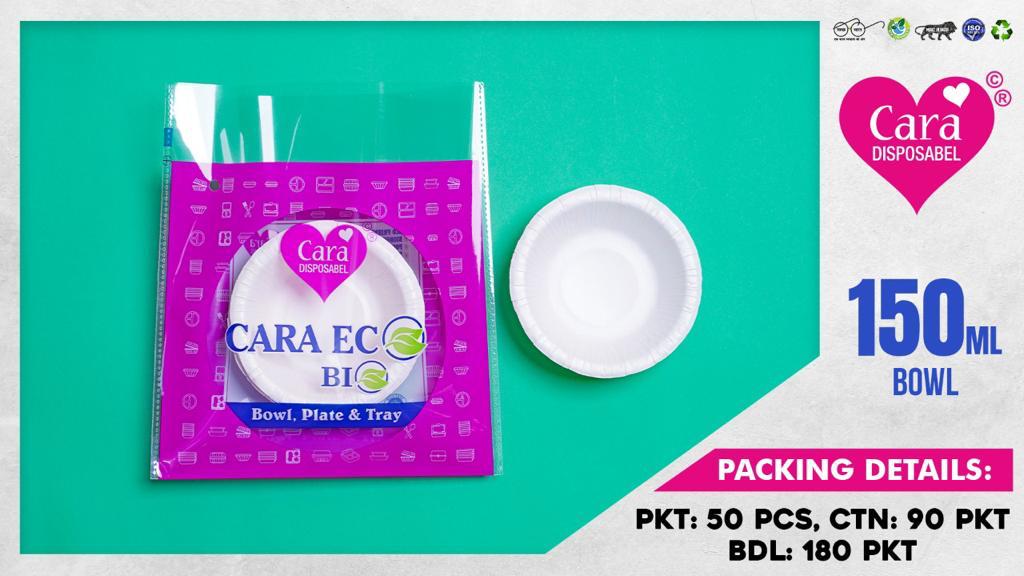 ISO
©
®
Cara
DISPOSABEL
Cara
DISPOSABEL
CARA ECO
BIO
Bowl, Plate & Tray
150ML
BOWL
PACKING DETAILS:
PKT: 50 PCS, CTN: 90 PKT
BDL: 180 PKT